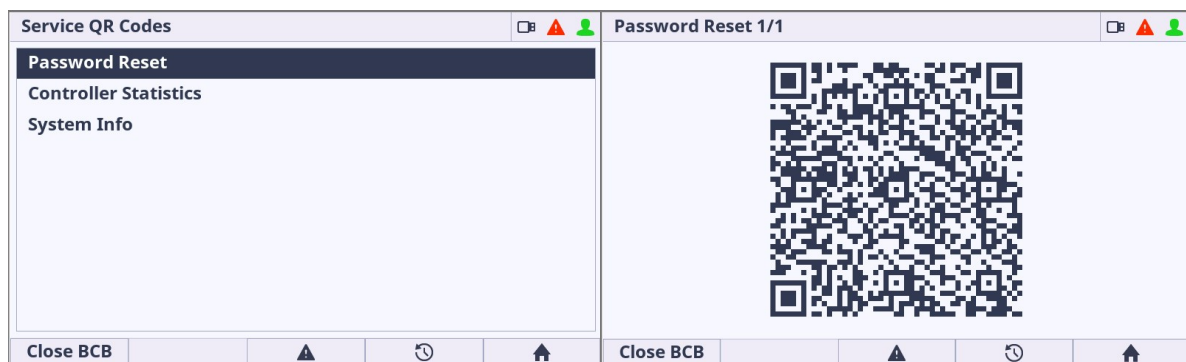 Service QR Codes
Password Reset
Controller Statistics
System Info
Close BCB
Password Reset 1/1
Close BCB